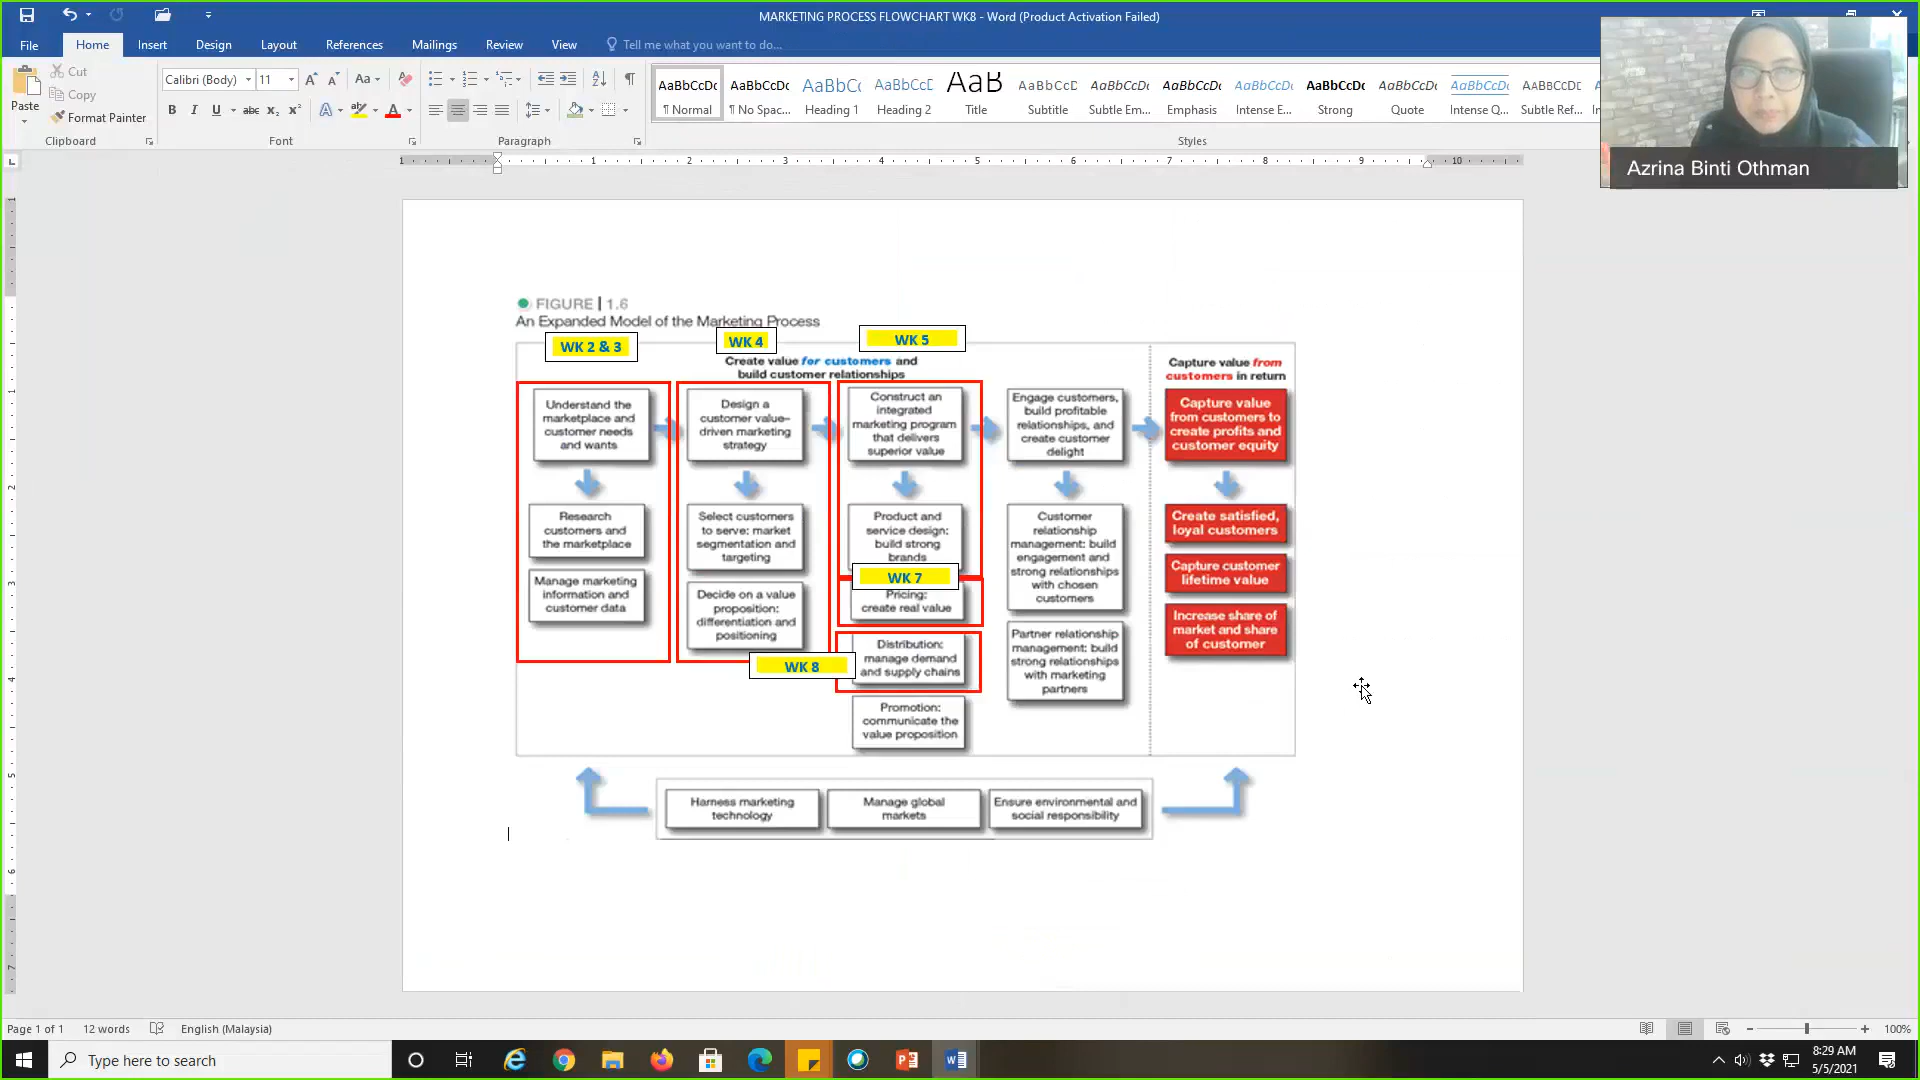 MARKETING PROCESS FLOWCHART WK8 - Word (Product Activation Failed)
File Home Insert Design Layout References Mailings Review View Tell me what you want to do...
Paste
Cut
Copy
Format Painter
Clipboard
Calibri (Body) 11
Font
Paragraph
AaBbCcDc AaBbCcDc AaBbCc AaBbCcD AaB AaBbCcD AaBbCcDc AaBbCcDc AaBbCcDc AaBbCcDc AaBbCcDc AaBbCcDc AABBCCDC
¶ Normal ¶ No Spac... Heading 1 Heading 2 Title Subtitle Subtle Em... Emphasis Intense E... Strong Quote Intense Q... Subtle Ref...
Styles
Azrina Binti Othman
FIGURE | 1.6
An Expanded Model of the Marketing Process
WK 2 & 3
WK 4
WK 5
Create value for customers and
build customer relationships
Capture value from
customers in return
Understand the
marketplace and
customer needs
and wants
Research
customers and
the marketplace
Manage marketing
information and
customer data
Design a
customer value–
driven marketing
strategy
Select customers
to serve: market
segmentation and
targeting
Decide on a value
proposition:
differentiation and
positioning
Construct an
integrated
marketing program
that delivers
superior value
Product and
service design:
build strong
brands
WK 7
Pricing:
create real value
WK 8
Distribution:
manage demand
and supply chains
Promotion:
communicate the
value proposition
Engage customers,
build profitable
relationships, and
create customer
delight
Customer
relationship
management: build
engagement and
strong relationships
with chosen
customers
Partner relationship
management: build
strong relationships
with marketing
partners
Capture value
from customers to
create profits and
customer equity
Create satisfied,
loyal customers
Capture customer
lifetime value
Increase share of
market and share
of customer
Harness marketing
technology
Manage global
markets
Ensure environmental and
social responsibility
Page 1 of 1 12 words English (Malaysia) 100%
Type here to search
8:29 AM
5/5/2021